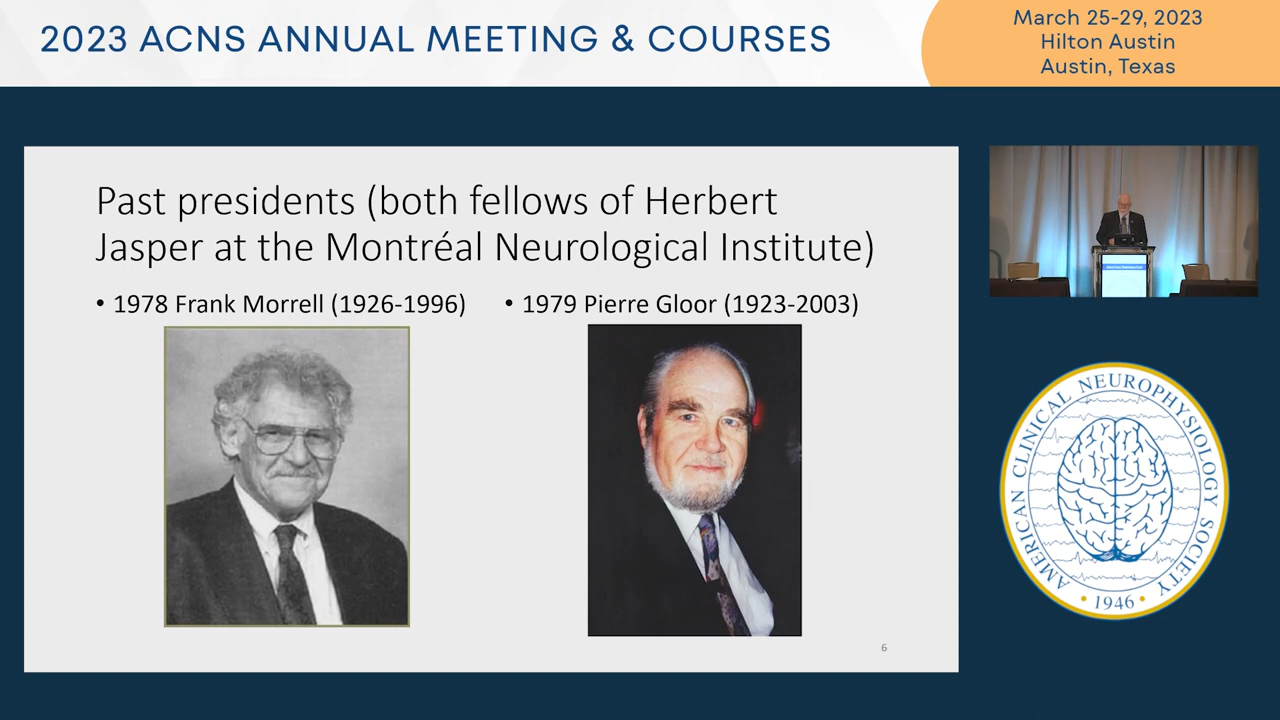 2023 ACNS ANNUAL MEETING & COURSES
March 25-29, 2023
Hilton Austin
Austin, Texas
Past presidents (both fellows of Herbert
Jasper at the Montréal Neurological Institute)
• 1978 Frank Morrell (1926-1996)
• 1979 Pierre Gloor (1923-2003)
6
AMERICAN CLINICAL NEUROPHYSIOLOGY SOCIETY
• 1946 •